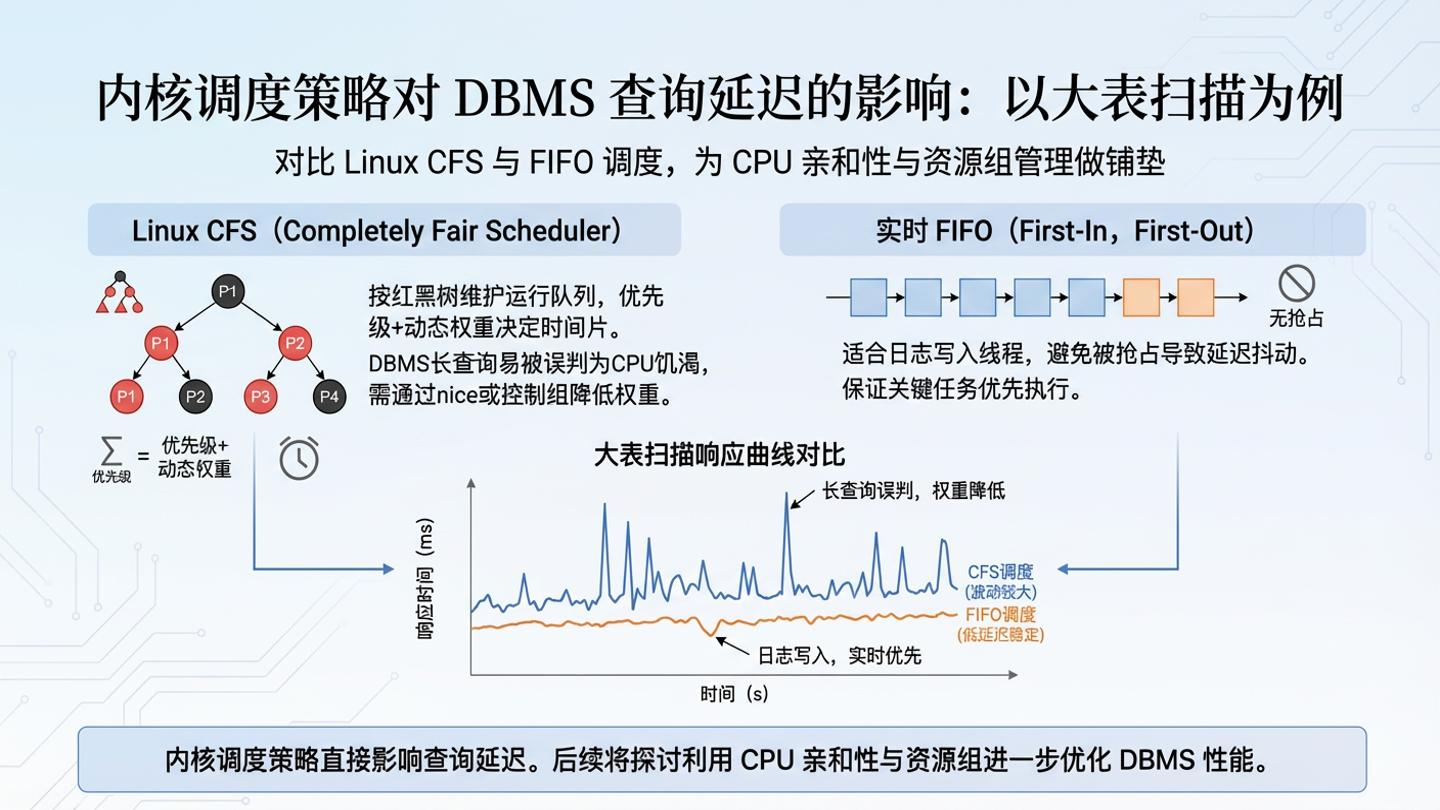 内核调度策略对 DBMS 查询延迟的影响：以大表扫描为例
对比 Linux CFS 与 FIFO 调度，为 CPU 亲和性与资源组管理做铺垫
Linux CFS（Completely Fair Scheduler）
P1
P1
P2
P1
P2
P3
P4
按红黑树维护运行队列，优先
级+动态权重决定时间片。
DBMS长查询易被误判为CPU饥渴，
需通过nice或控制组降低权重。
∑
优先级
=
优先级+
动态权重
实时 FIFO（First-In，First-Out）
无抢占
适合日志写入线程，避免被抢占导致延迟抖动。
保证关键任务优先执行。
大表扫描响应曲线对比
响应时间（ms）
长查询误判，权重降低
CFS调度
(波动较大)
FIFO调度
(低延迟稳定)
日志写入，实时优先
时间（s）
内核调度策略直接影响查询延迟。后续将探讨利用 CPU 亲和性与资源组进一步优化 DBMS 性能。